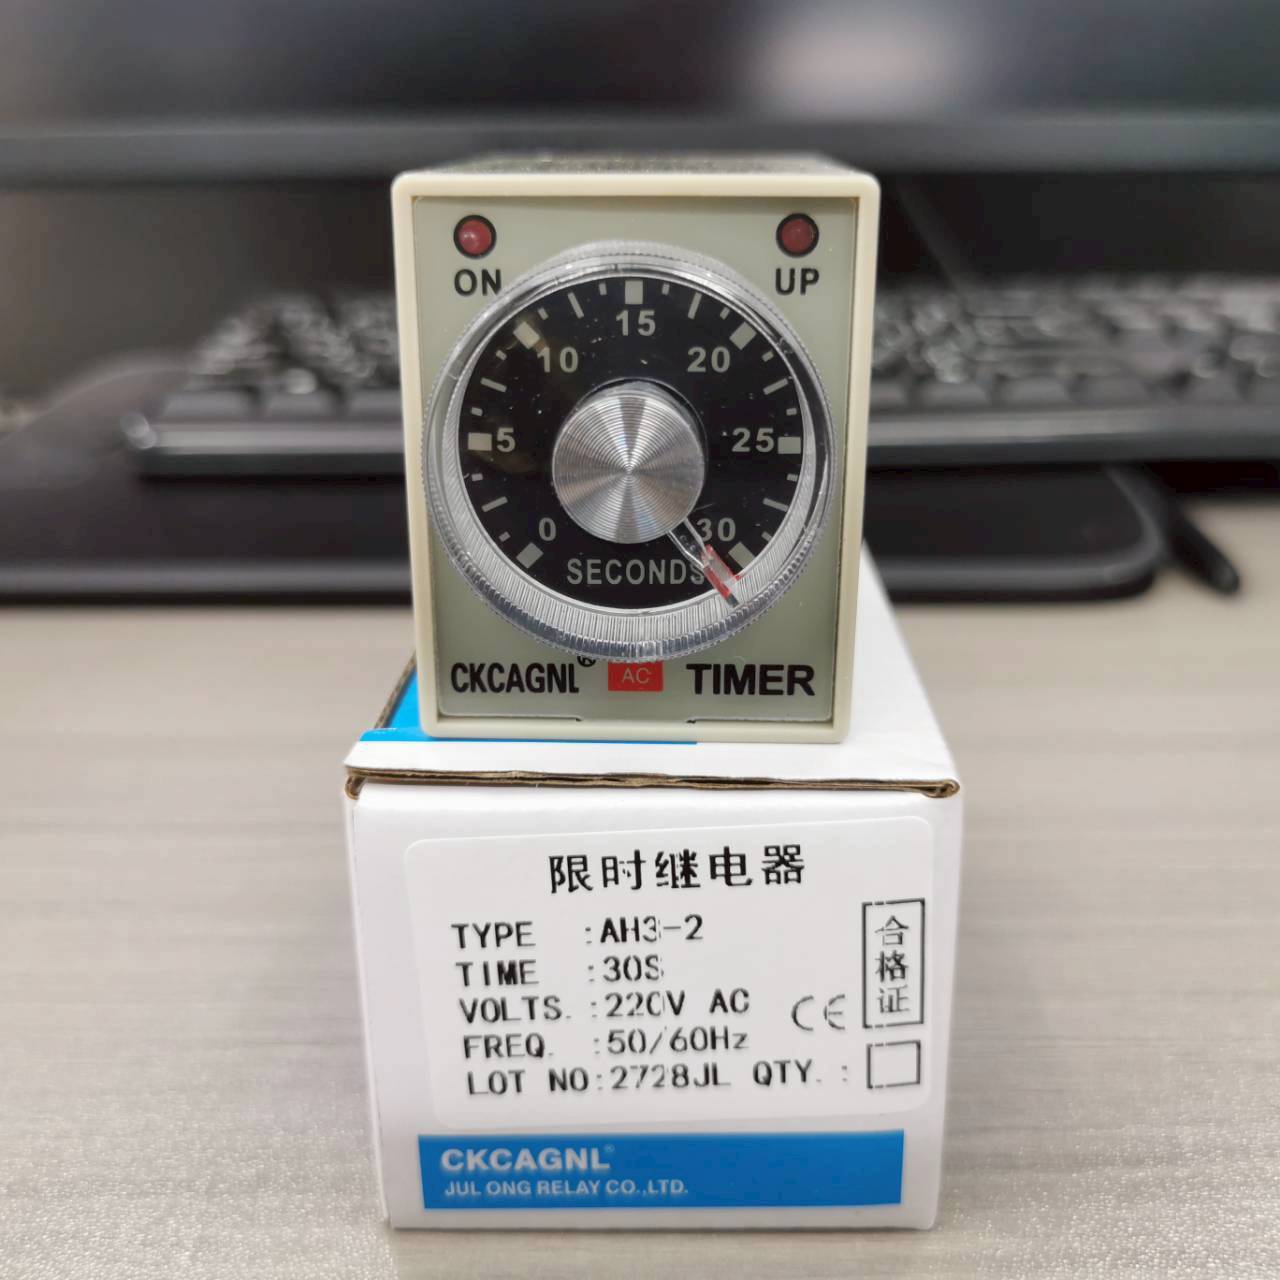 ON
UP
15
10
20
5
25
0
30
SECONDS
CKCAGNL®
AC
TIMER
限时继电器
TYPE :AH3-2
TIME :30S
VOLTS. :220V AC
FREQ. :50/60Hz
LOT NO:2728JL QTY. :
CE
合格证
CKCAGNL®
JUL ONG RELAY CO.,LTD.